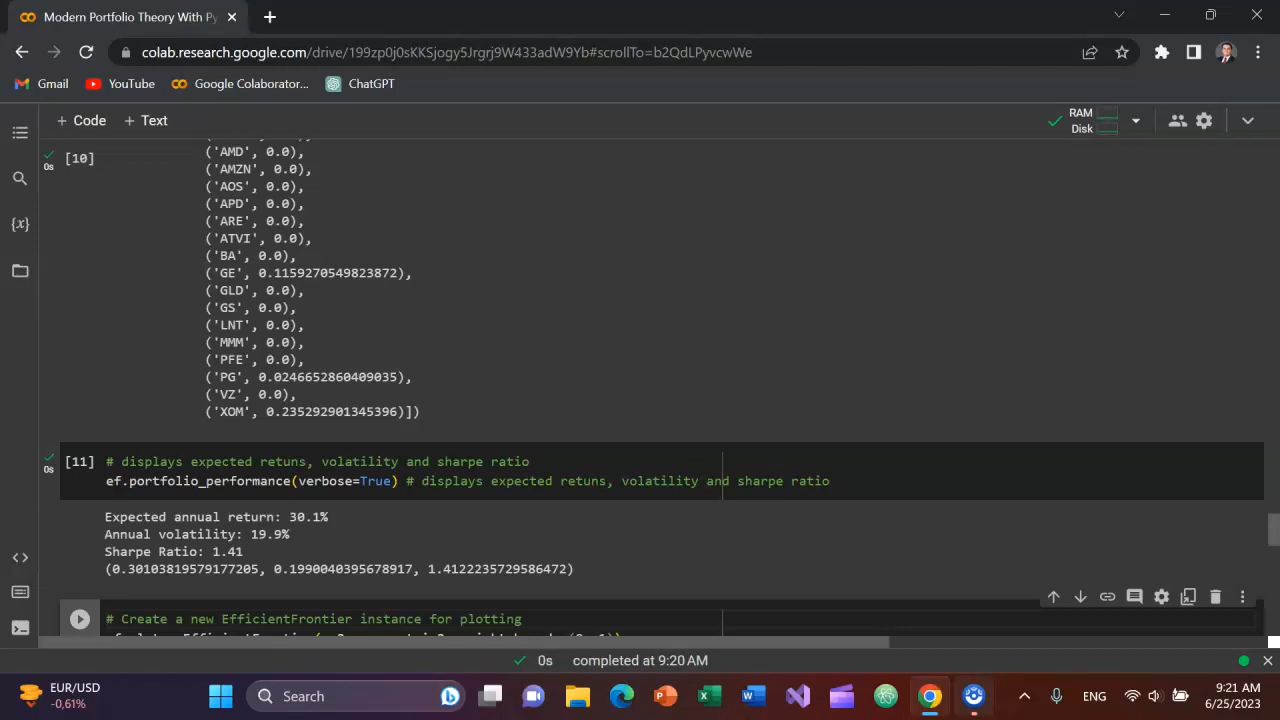 Modern Portfolio Theory With Py
colab.research.google.com/drive/199zp0j0sKKSjogy5Jrgrj9W433adW9Yb#scrollTo=b2QdLPyvcwWe
Gmail YouTube Google Colaborator... ChatGPT
+ Code + Text
RAM
Disk
[10]
0s
('AMD', 0.0),
('AMZN', 0.0),
('AOS', 0.0),
('APD', 0.0),
('ARE', 0.0),
('ATVI', 0.0),
('BA', 0.0),
('GE', 0.1159270549823872),
('GLD', 0.0),
('GS', 0.0),
('LNT', 0.0),
('MMM', 0.0),
('PFE', 0.0),
('PG', 0.0246652860409035),
('VZ', 0.0),
('XOM', 0.235292901345396)])
[11] # displays expected retuns, volatility and sharpe ratio
0s
ef.portfolio_performance(verbose=True) # displays expected retuns, volatility and sharpe ratio
Expected annual return: 30.1%
Annual volatility: 19.9%
Sharpe Ratio: 1.41
(0.30103819579177205, 0.1990040395678917, 1.4122235729586472)
# Create a new EfficientFrontier instance for plotting
0s completed at 9:20 AM
EUR/USD
-0,61%
Search
ENG
9:21 AM
6/25/2023